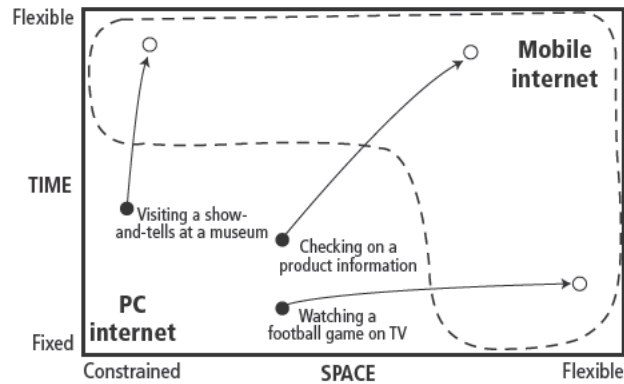 Flexible
Mobile
internet
TIME
Visiting a show-
and-tells at a museum
Checking on a
product information
PC
internet
Watching a
football game on TV
Fixed
Constrained
SPACE
Flexible